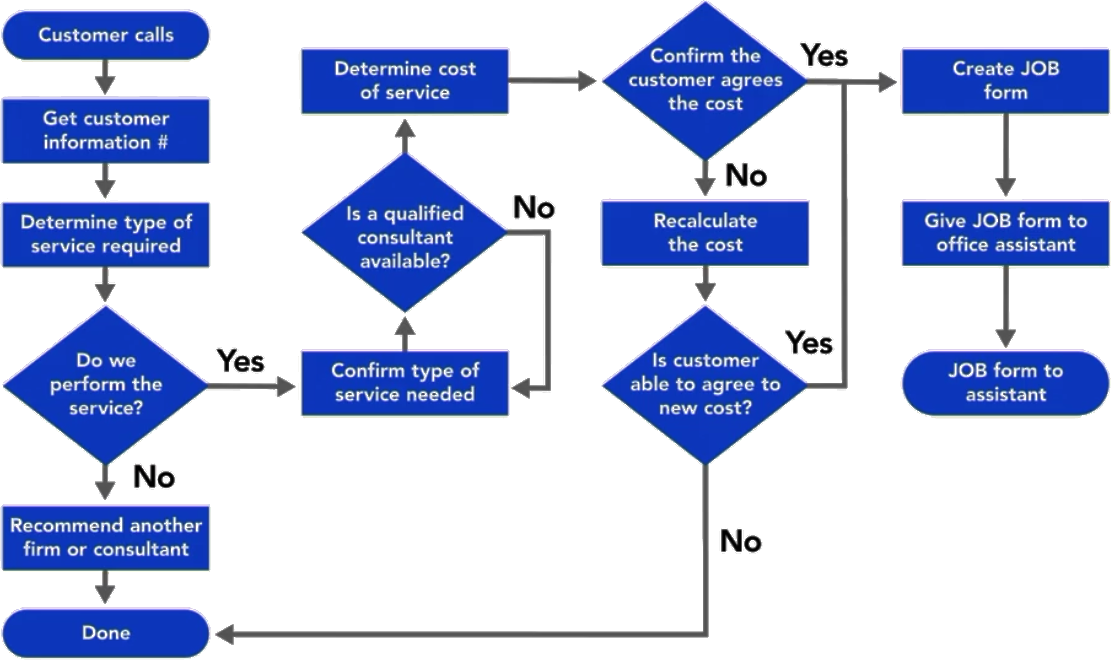 Customer calls
Get customer
information #
Determine type of
service required
Do we
perform the
service?
Yes
No
Recommend another
firm or consultant
Done
Determine cost
of service
Is a qualified
consultant
available?
No
Confirm type of
service needed
Confirm the
customer agrees
the cost
Yes
No
Recalculate
the cost
Is customer
able to agree to
new cost?
Yes
No
Create JOB
form
Give JOB form to
office assistant
JOB form to
assistant